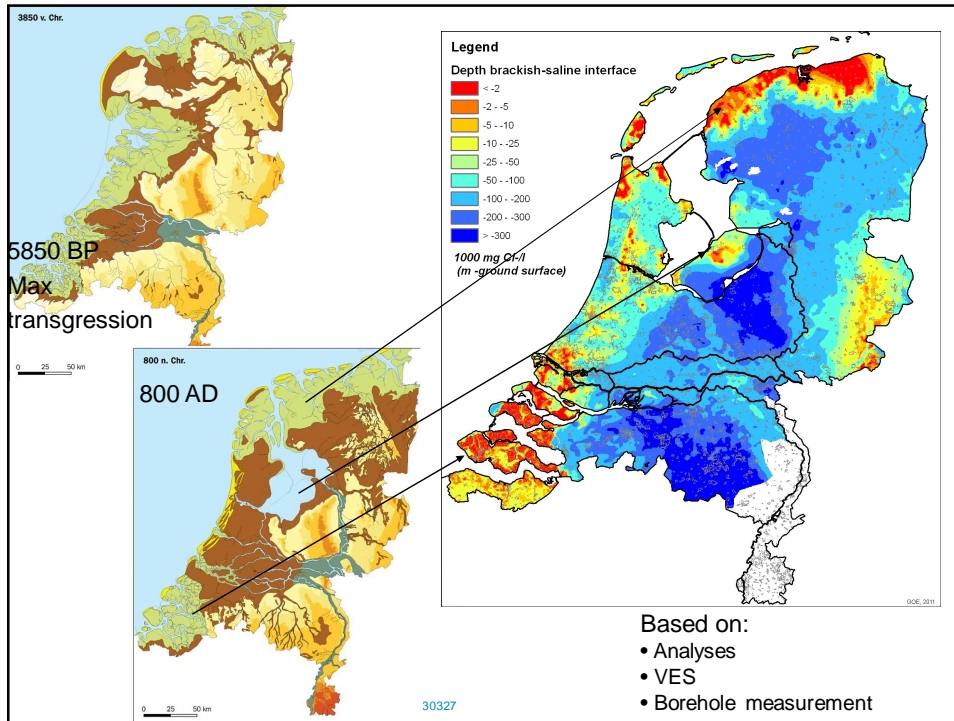 3850 v. Chr.
5850 BP
Max
transgression
0 25 50 km
800 n. Chr.
800 AD
0 25 50 km
Legend
Depth brackish-saline interface
< -2
-2 - -5
-5 - -10
-10 - -25
-25 - -50
-50 - -100
-100 - -200
-200 - -300
> -300
1000 mg Cl-/l
(m -ground surface)
GOE, 2011
30327
Based on:
• Analyses
• VES
• Borehole measurement